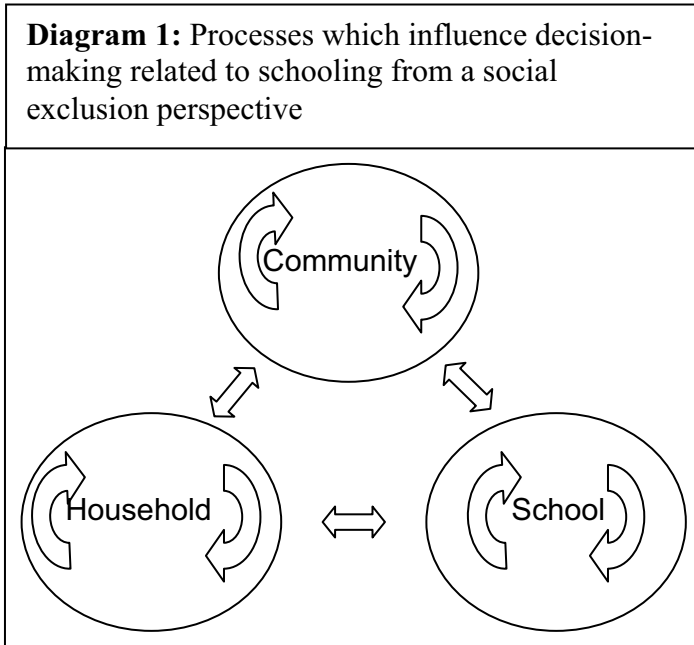 Diagram 1: Processes which influence decision-
making related to schooling from a social
exclusion perspective
Community
Household
School